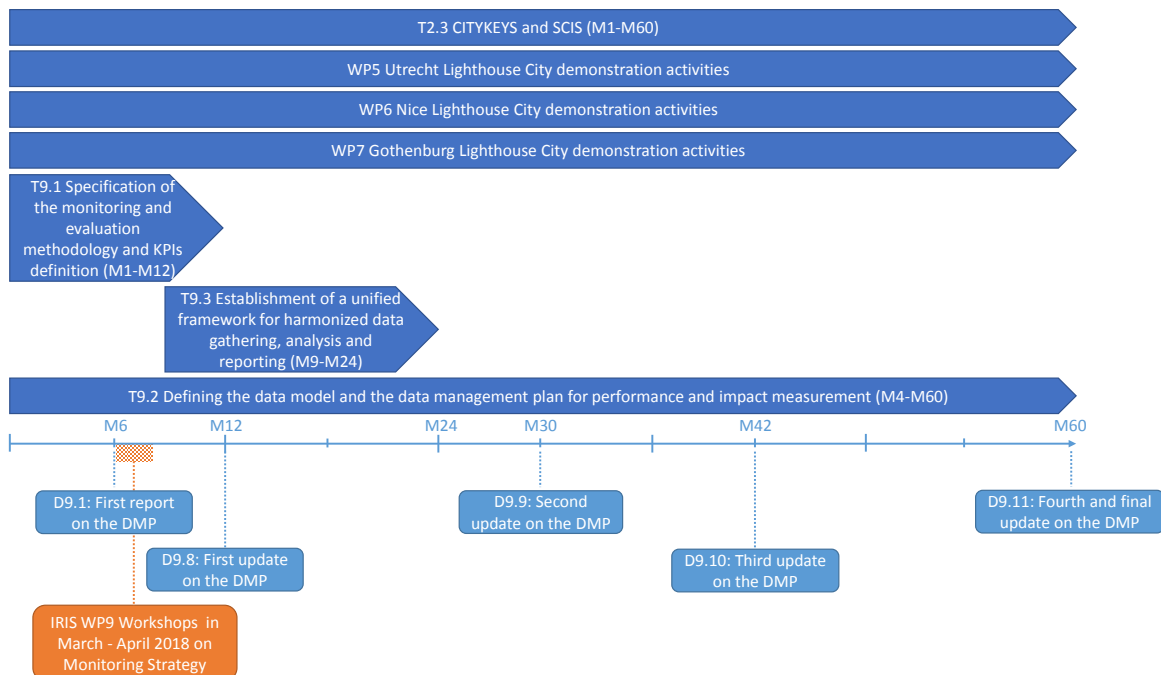 T2.3 CITYKEYS and SCIS (M1-M60)
WP5 Utrecht Lighthouse City demonstration activities
WP6 Nice Lighthouse City demonstration activities
WP7 Gothenburg Lighthouse City demonstration activities
T9.1 Specification of
the monitoring and
evaluation
methodology and KPIs
definition (M1-M12)
T9.3 Establishment of a unified
framework for harmonized data
gathering, analysis and
reporting (M9-M24)
T9.2 Defining the data model and the data management plan for performance and impact measurement (M4-M60)
M6
M12
M24
M30
M42
M60
D9.1: First report
on the DMP
D9.9: Second
update on the DMP
D9.11: Fourth and final
update on the DMP
D9.8: First update
on the DMP
D9.10: Third update
on the DMP
IRIS WP9 Workshops in
March - April 2018 on
Monitoring Strategy